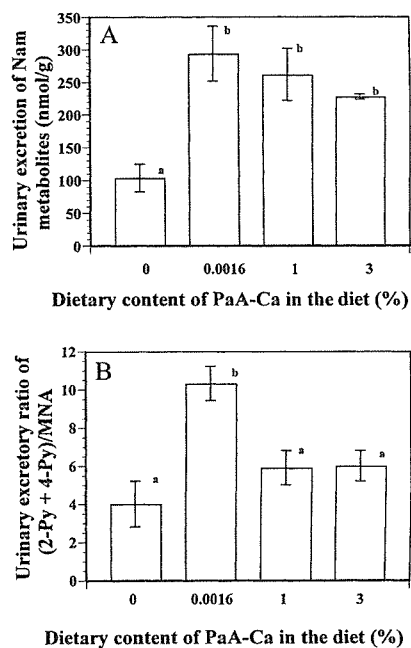 A
Urinary excretion of Nam
metabolites (nmol/g)
350
300
250
200
150
100
50
0
a
b
b
b
0 0.0016 1 3
Dietary content of PaA-Ca in the diet (%)
B
Urinary excretory ratio of
(2-Py + 4-Py)/MNA
12
10
8
6
4
2
0
a
b
a
a
0 0.0016 1 3
Dietary content of PaA-Ca in the diet (%)